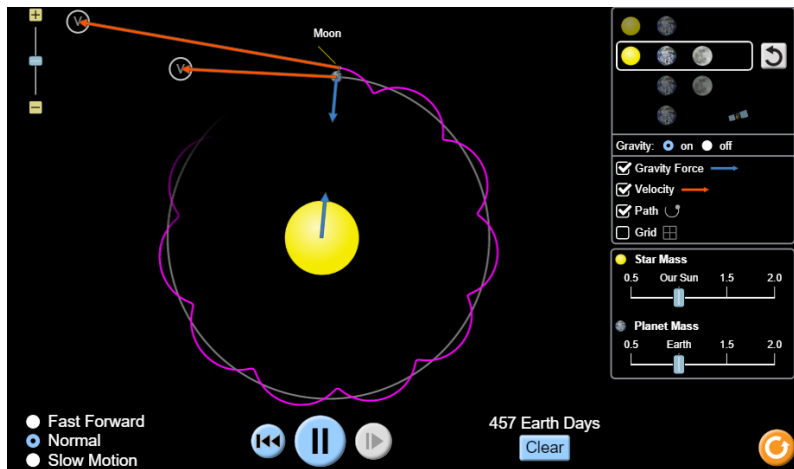 V
V
Moon
Gravity: on off
Gravity Force
Velocity
Path
Grid
Star Mass
0.5 Our Sun 1.5 2.0
Planet Mass
0.5 Earth 1.5 2.0
Fast Forward
Normal
Slow Motion
457 Earth Days
Clear